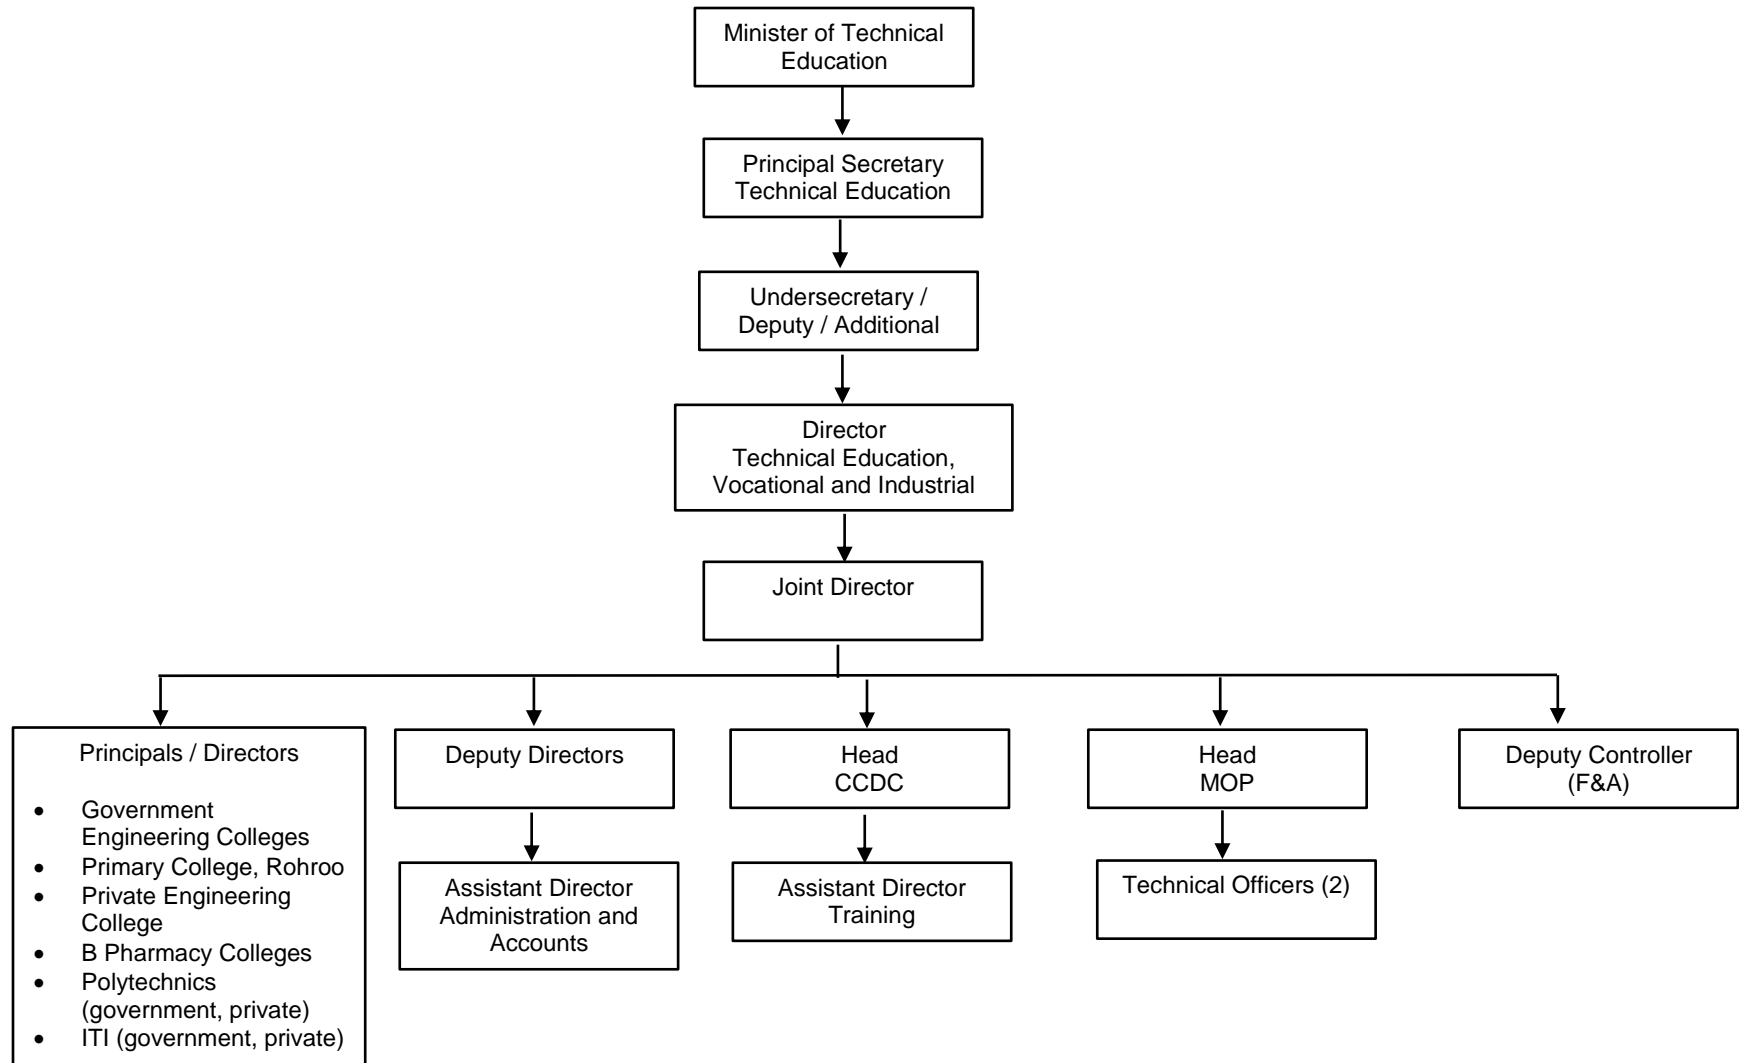 Minister of Technical
Education
Principal Secretary
Technical Education
Undersecretary /
Deputy / Additional
Director
Technical Education,
Vocational and Industrial
Joint Director
Principals / Directors
• Government
Engineering Colleges
• Primary College, Rohroo
• Private Engineering
College
• B Pharmacy Colleges
• Polytechnics
(government, private)
• ITI (government, private)
Deputy Directors
Assistant Director
Administration and
Accounts
Head
CCDC
Assistant Director
Training
Head
MOP
Technical Officers (2)
Deputy Controller
(F&A)